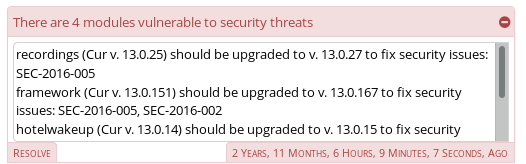 There are 4 modules vulnerable to security threats
recordings (Cur v. 13.0.25) should be upgraded to v. 13.0.27 to fix security issues:
SEC-2016-005
framework (Cur v. 13.0.151) should be upgraded to v. 13.0.167 to fix security
issues: SEC-2016-005, SEC-2016-002
hotelwakeup (Cur v. 13.0.14) should be upgraded to v. 13.0.15 to fix security
Resolve
2 Years, 11 Months, 6 Hours, 9 Minutes, 7 Seconds, Ago